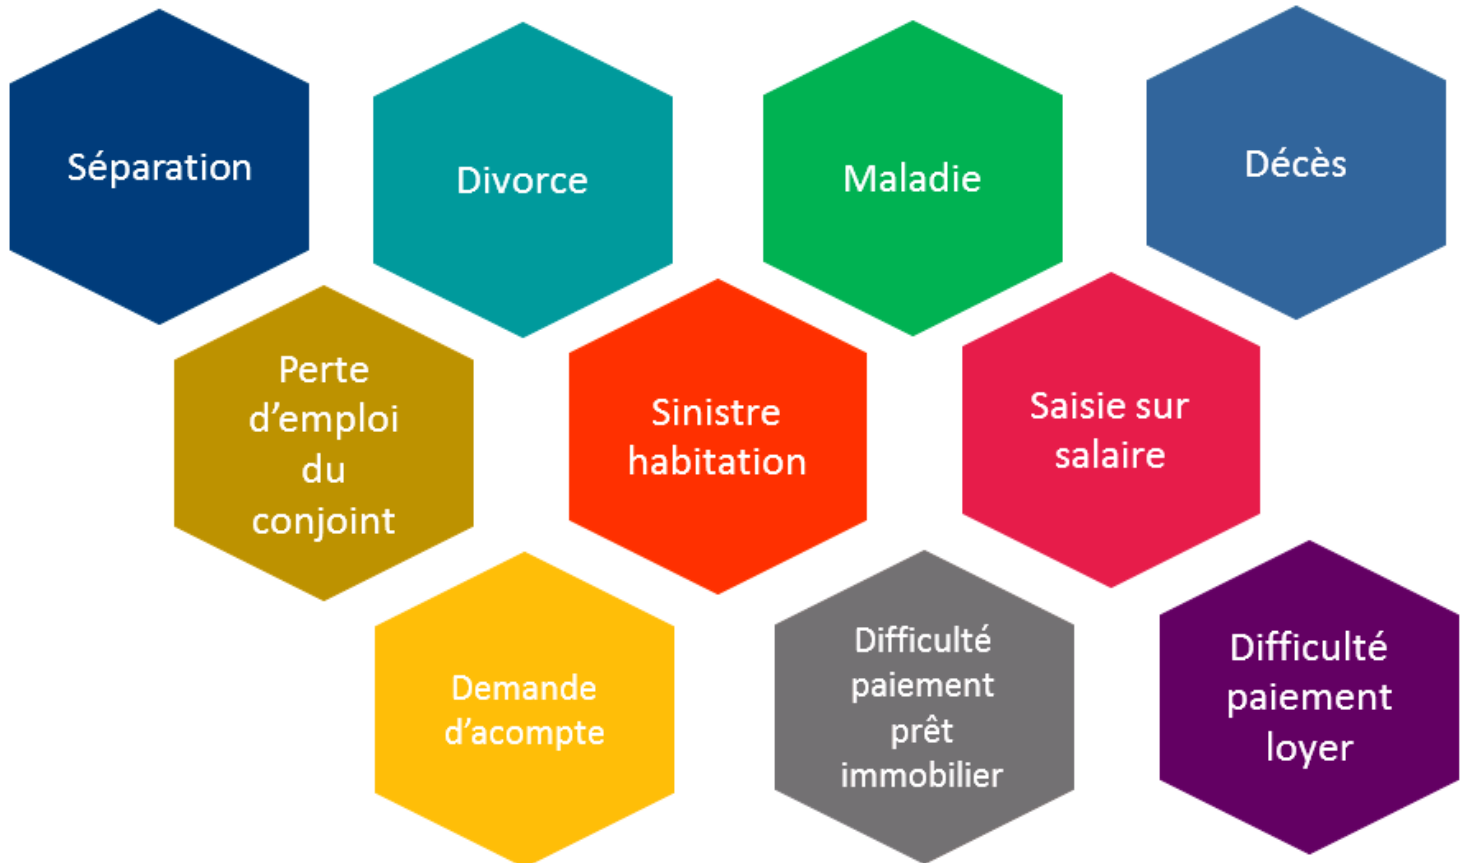 Séparation
Divorce
Maladie
Décès
Perte
d’emploi
du
conjoint
Sinistre
habitation
Saisie sur
salaire
Demande
d’acompte
Difficulté
paiement
prêt
immobilier
Difficulté
paiement
loyer